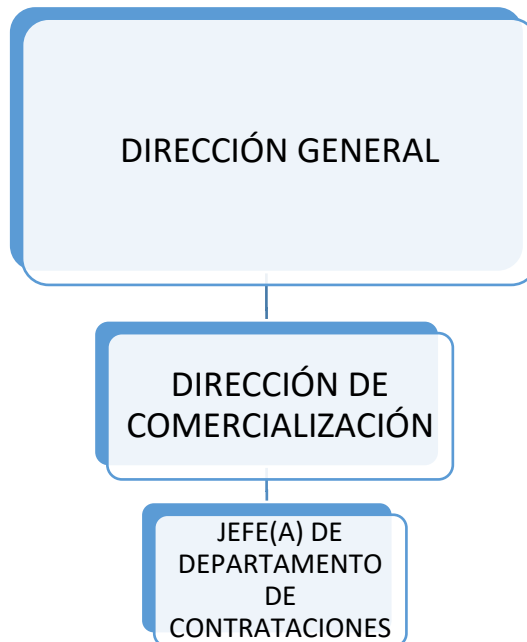 DIRECCIÓN GENERAL
DIRECCIÓN DE
COMERCIALIZACIÓN
JEFE(A) DE
DEPARTAMENTO
DE
CONTRATACIONES